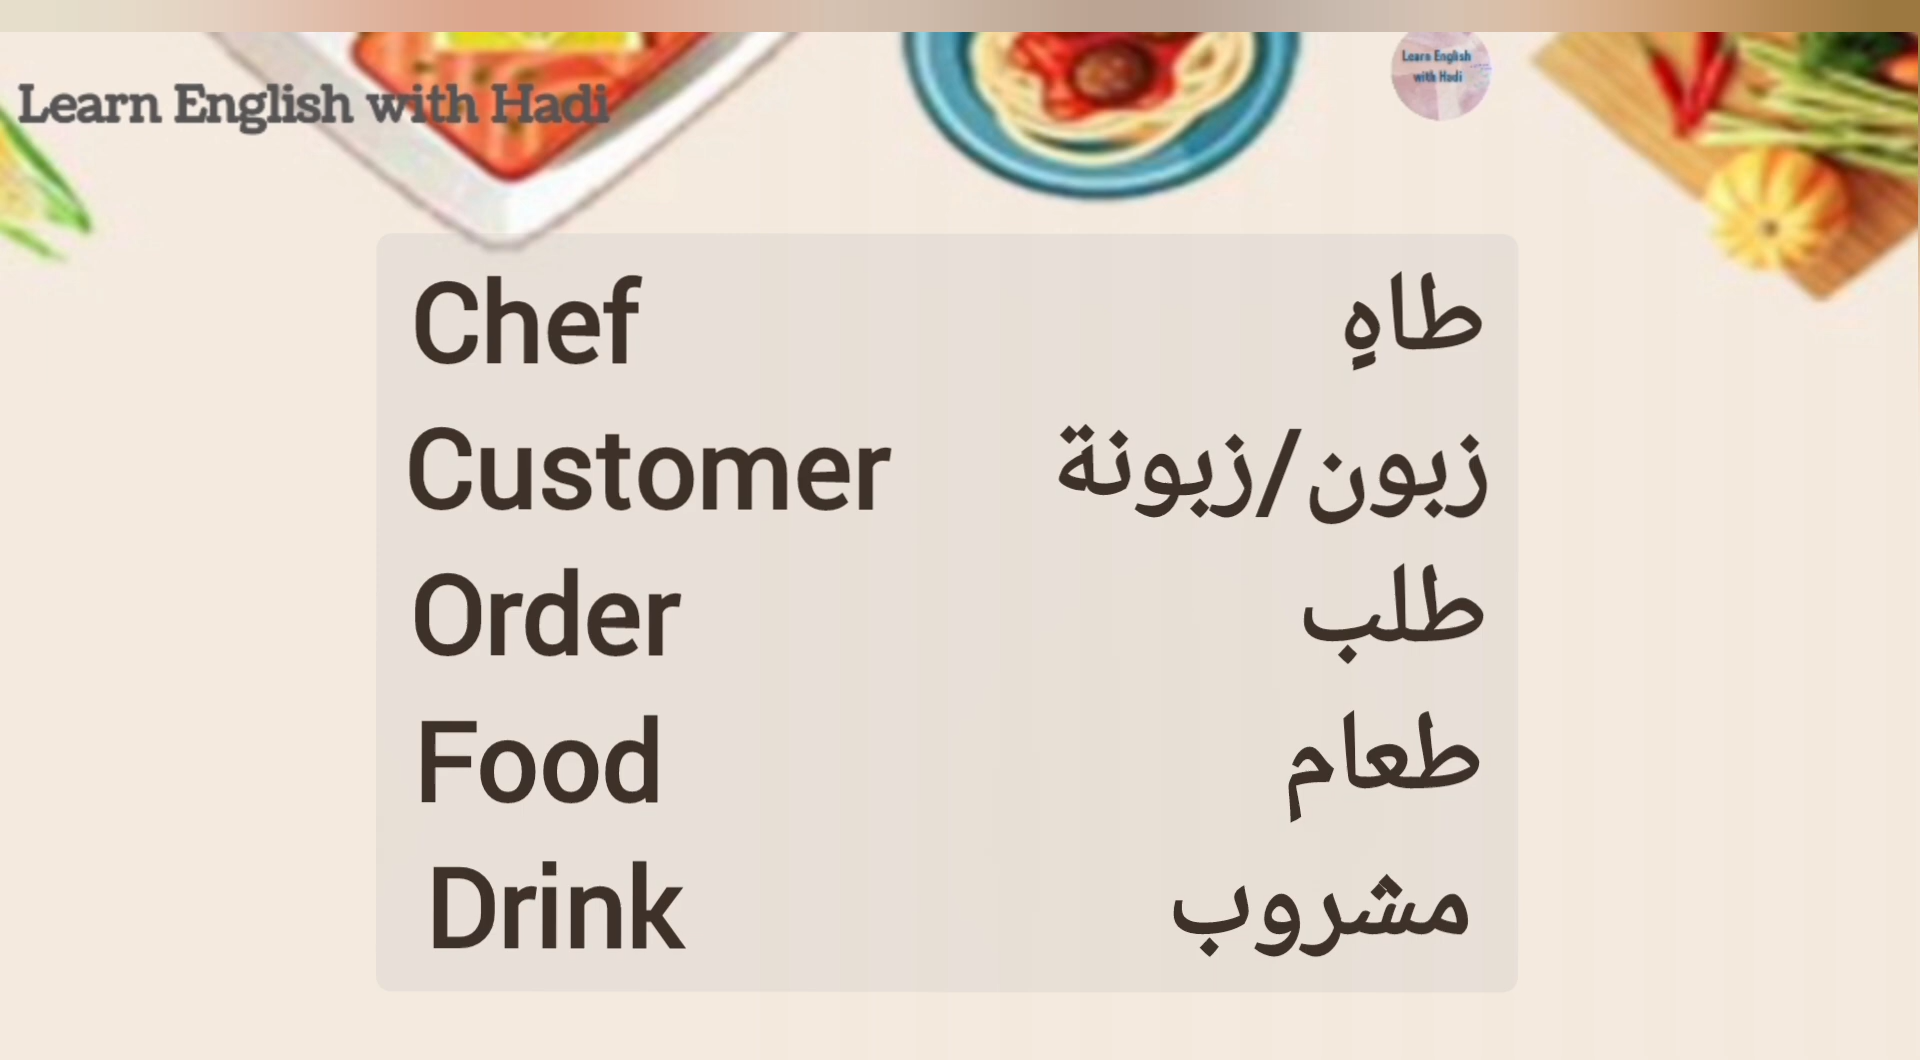 Learn English with Hadi
Learn English
with Hadi
Chef طاهٍ
Customer زبون/زبونة
Order طلب
Food طعام
Drink مشروب